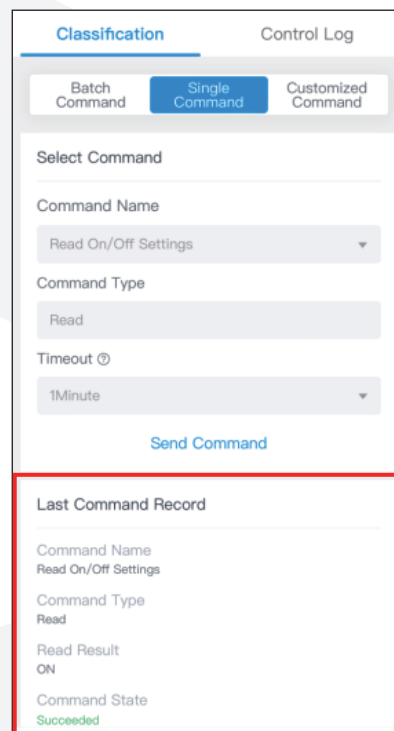 Classification Control Log
Batch Single Customized
Command Command Command
Select Command
Command Name
Read On/Off Settings
Command Type
Read
Timeout ?
1Minute
Send Command
Last Command Record
Command Name
Read On/Off Settings
Command Type
Read
Read Result
ON
Command State
Succeeded